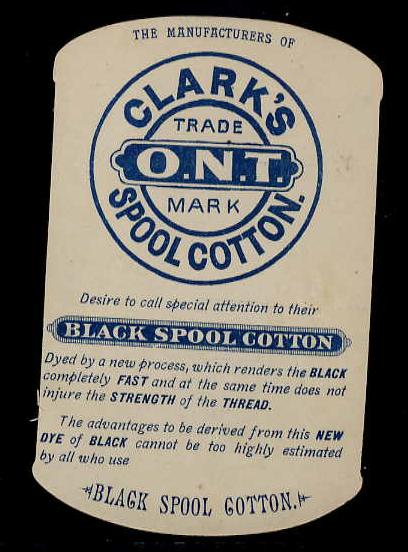 THE MANUFACTURERS OF
CLARK'S
TRADE
O.N.T.
MARK
SPOOL COTTON.
Desire to call special attention to their
BLACK SPOOL COTTON
Dyed by a new process, which renders the BLACK
completely FAST and at the same time does not
injure the STRENGTH of the THREAD.
The advantages to be derived from this NEW
DYE of BLACK cannot be too highly estimated
by all who use
BLACK SPOOL COTTON.